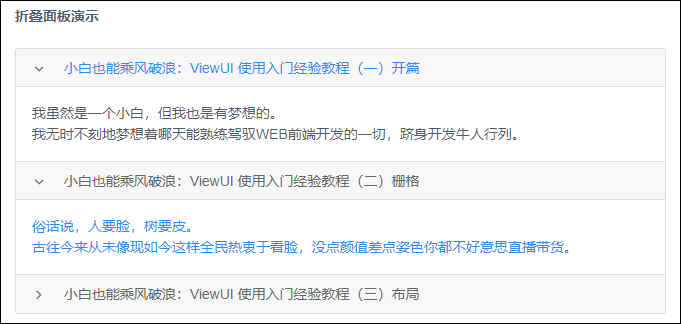 折叠面板演示
小白也能乘风破浪：ViewUI 使用入门经验教程（一）开篇
我虽然是一个小白，但我也是有梦想的。
我无时不刻地梦想着哪天能熟练驾驭WEB前端开发的一切，跻身开发牛人行列。
小白也能乘风破浪：ViewUI 使用入门经验教程（二）栅格
俗话说，人要脸，树要皮。
古往今来从未像现如今这样全民热衷于看脸，没点颜值差点姿色你都不好意思直播带货。
小白也能乘风破浪：ViewUI 使用入门经验教程（三）布局